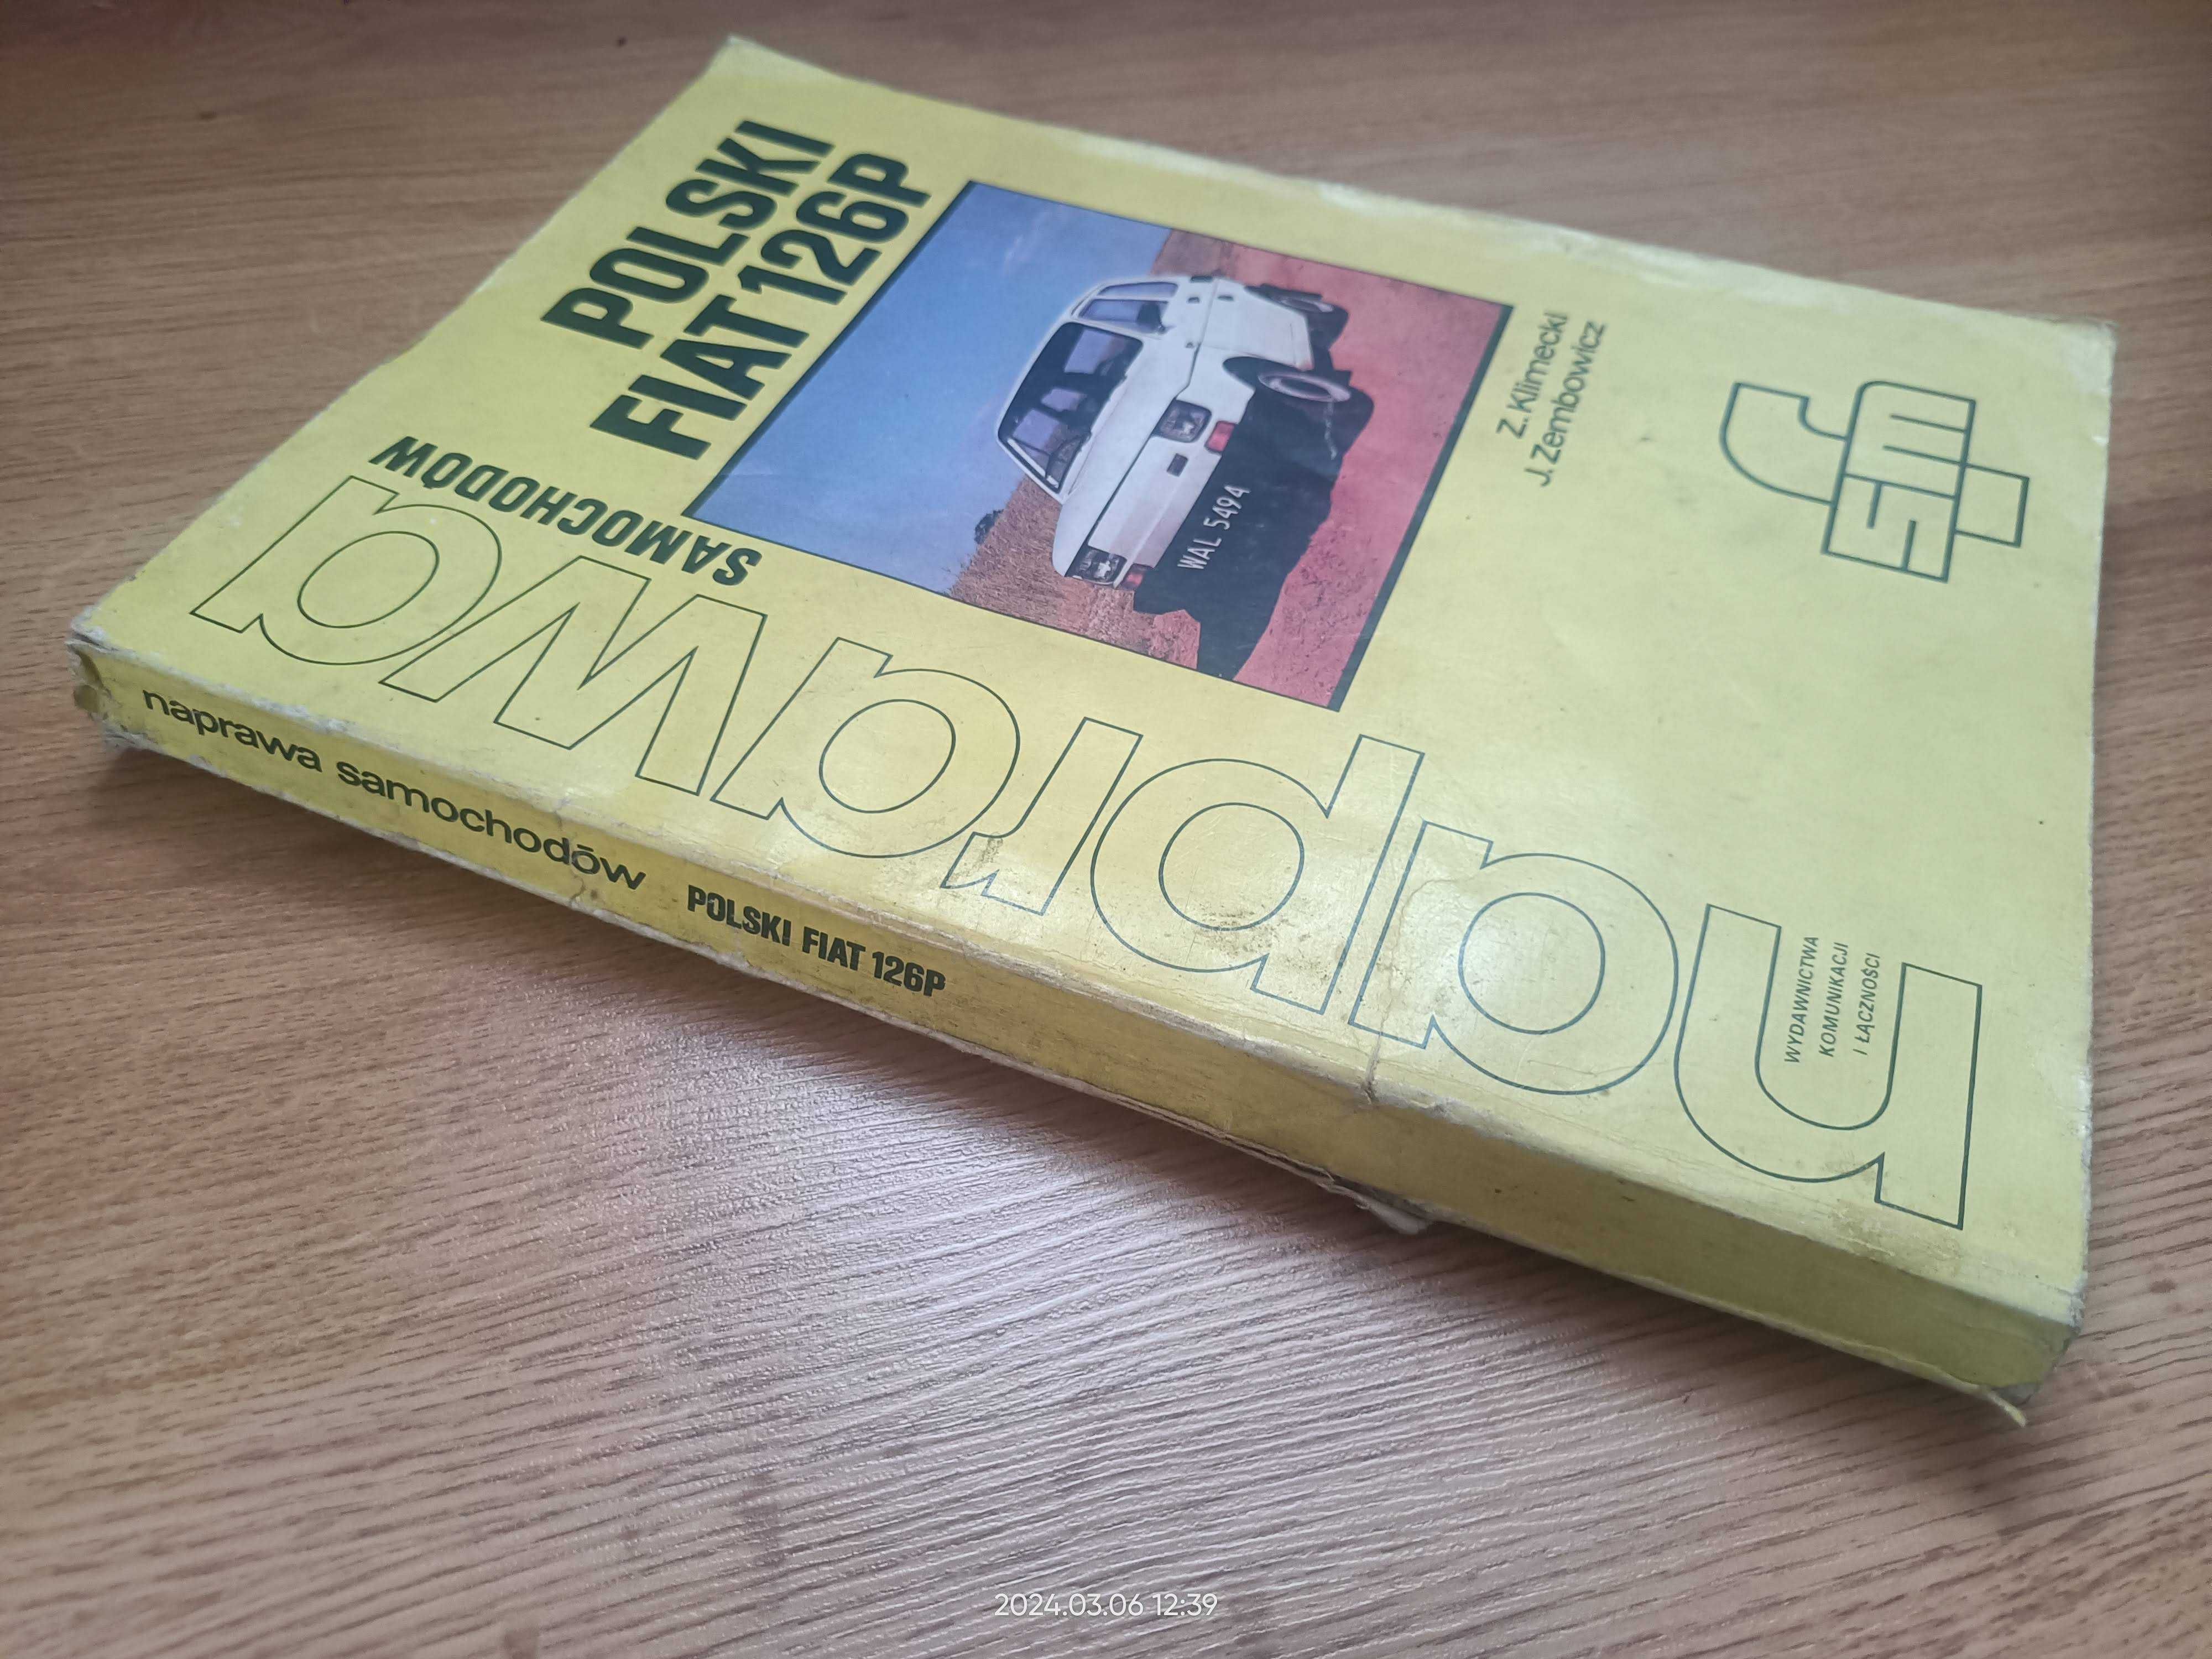 POLSKI
FIAT 126P
naprawa
SAMOCHODÓW
WAL 5494
Z. Klimecki
J. Zembowicz
WYDAWNICTWA
KOMUNIKACJI
I ŁĄCZNOŚCI
naprawa samochodów POLSKI FIAT 126P
2024.03.06 12:39